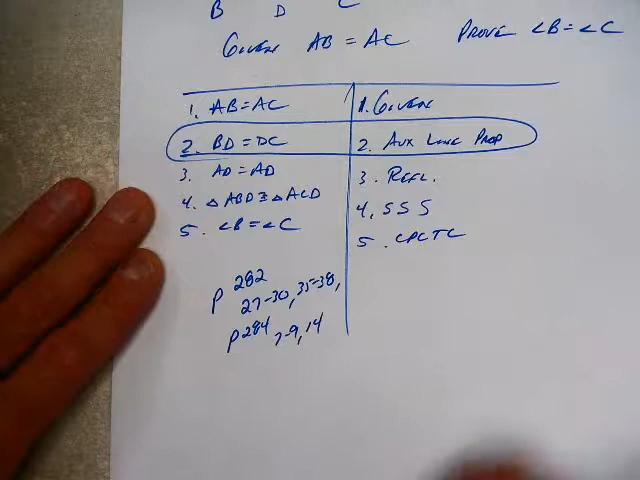 B D C
GIVEN AB = AC PROVE ∠B = ∠C
1. AB = AC 1. GIVEN
2. BD = DC 2. AUX LINE PROP
3. AD = AD 3. REFL.
4. △ABD ≅ △ACD 4. SSS
5. ∠B = ∠C 5. CPCTC
P 282
27-30, 35-38,
P 284 7-9, 14